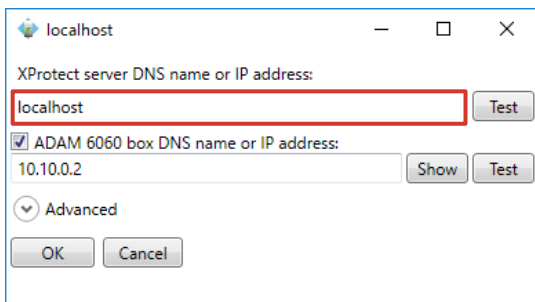 localhost
XProtect server DNS name or IP address:
localhost Test
ADAM 6060 box DNS name or IP address:
10.10.0.2 Show Test
Advanced
OK Cancel